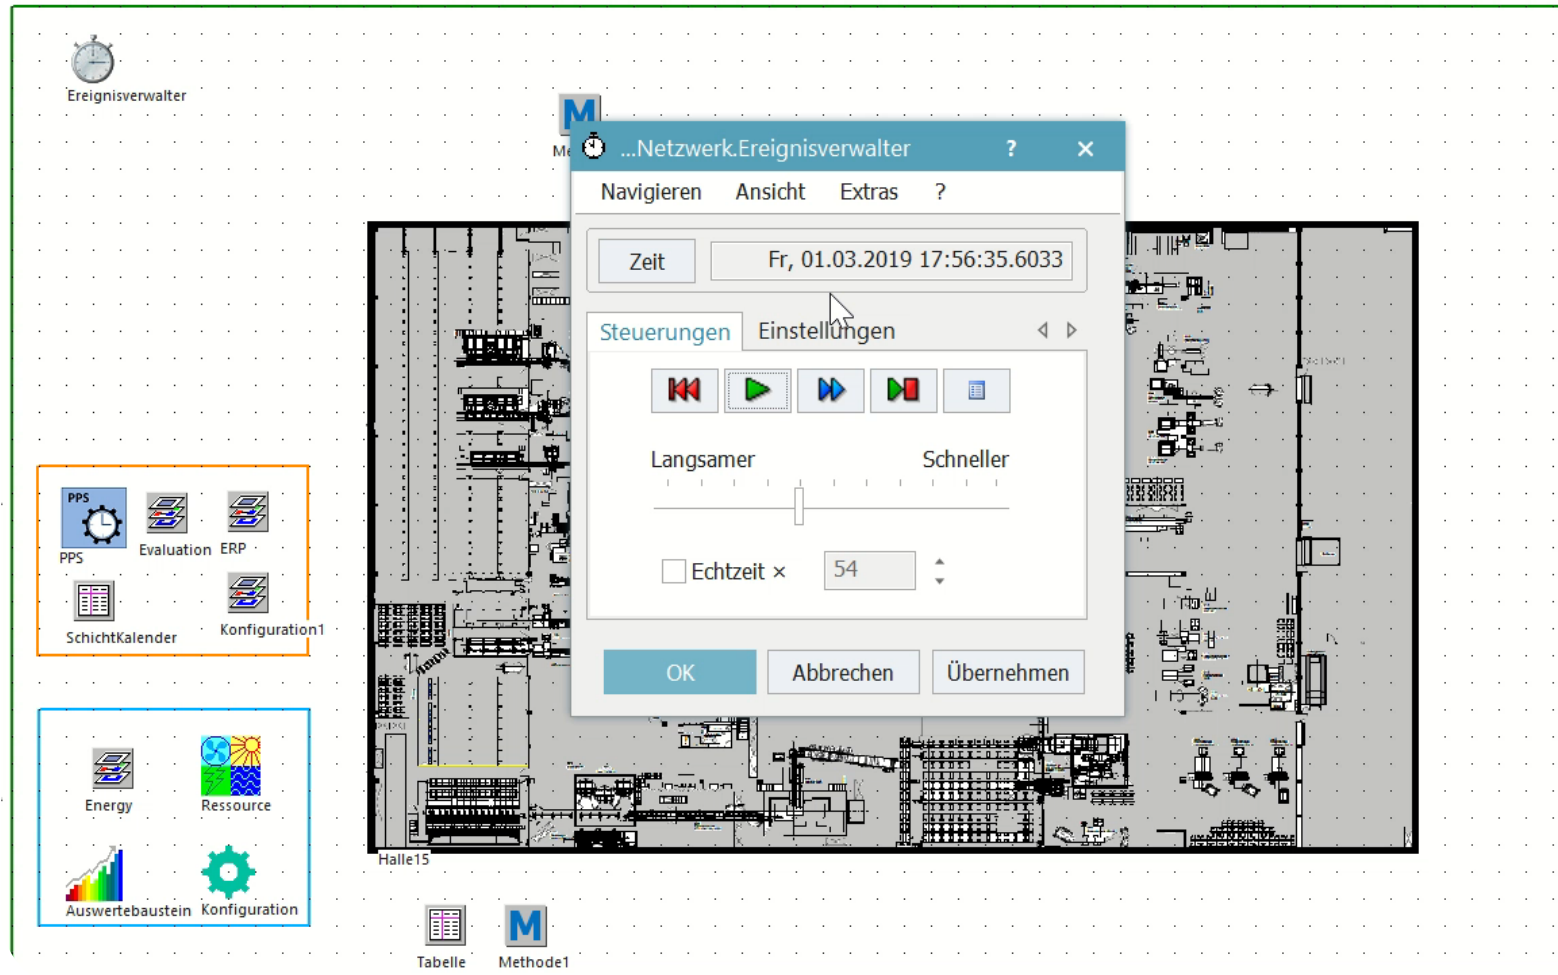 Ereignisverwalter
...Netzwerk.Ereignisverwalter ? ×
Navigieren Ansicht Extras ?
Zeit Fr, 01.03.2019 17:56:35.6033
Steuerungen Einstellungen
Langsamer Schneller
Echtzeit × 54
OK Abbrechen Übernehmen
PPS
PPS Evaluation ERP
SchichtKalender Konfiguration1
Energy Ressource
Auswertebaustein Konfiguration
Halle15
M
Tabelle Methode1